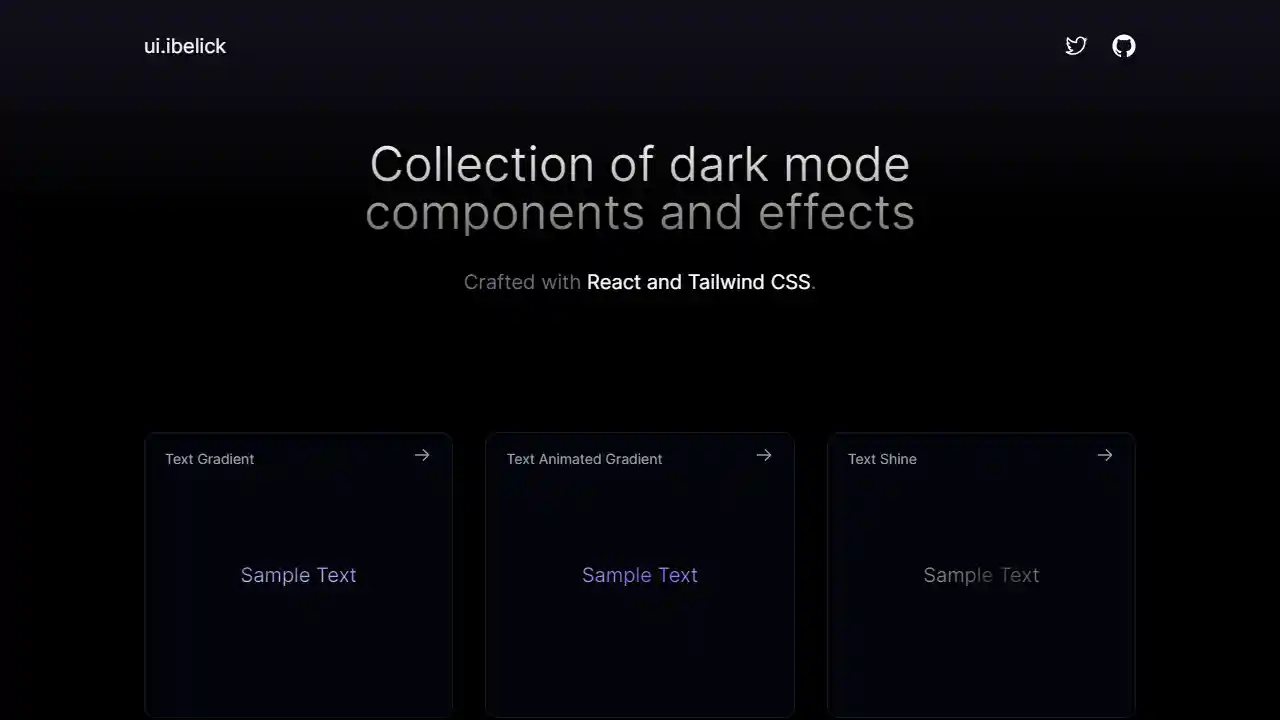 ui.ibelick
Collection of dark mode
components and effects
Crafted with React and Tailwind CSS.
Text Gradient
Text Animated Gradient
Text Shine
Sample Text
Sample Text
Sample Text